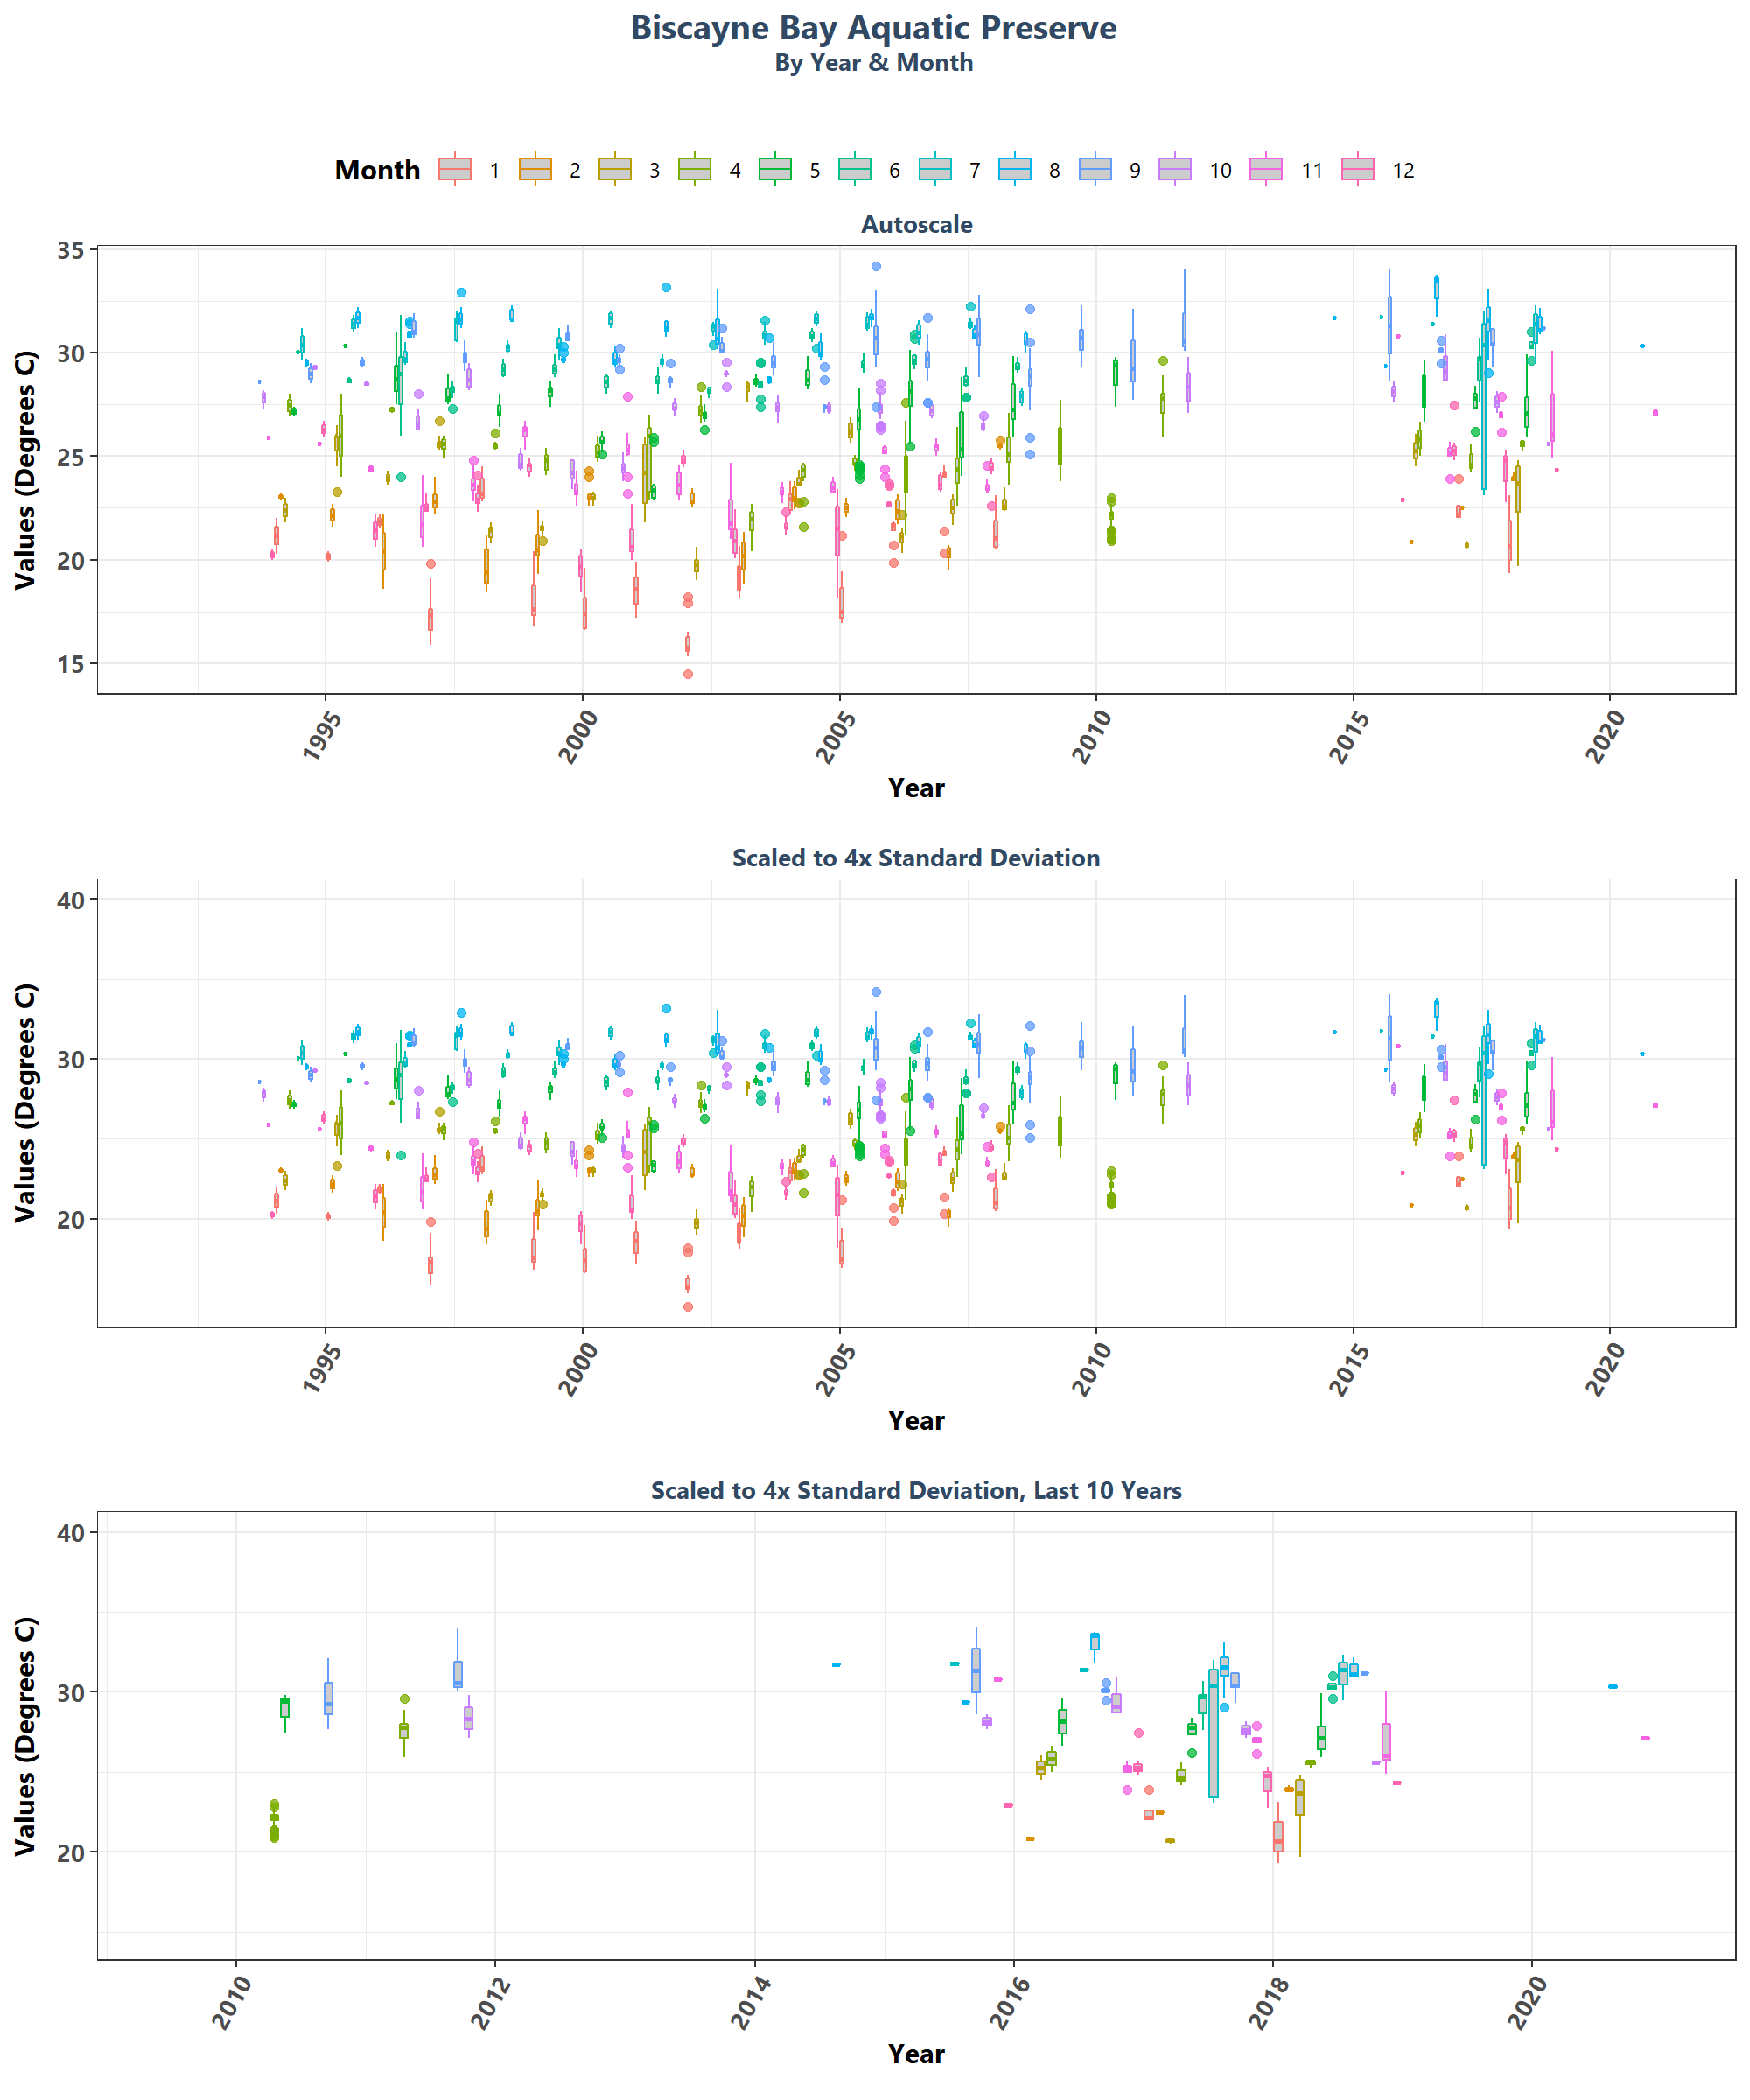 Biscayne Bay Aquatic Preserve
By Year & Month
Month 1 2 3 4 5 6 7 8 9 10 11 12
Autoscale
Values (Degrees C)
35
30
25
20
15
1995 2000 2005 2010 2015 2020
Year
Scaled to 4x Standard Deviation
Values (Degrees C)
40
30
20
1995 2000 2005 2010 2015 2020
Year
Scaled to 4x Standard Deviation, Last 10 Years
Values (Degrees C)
40
30
20
2010 2012 2014 2016 2018 2020
Year